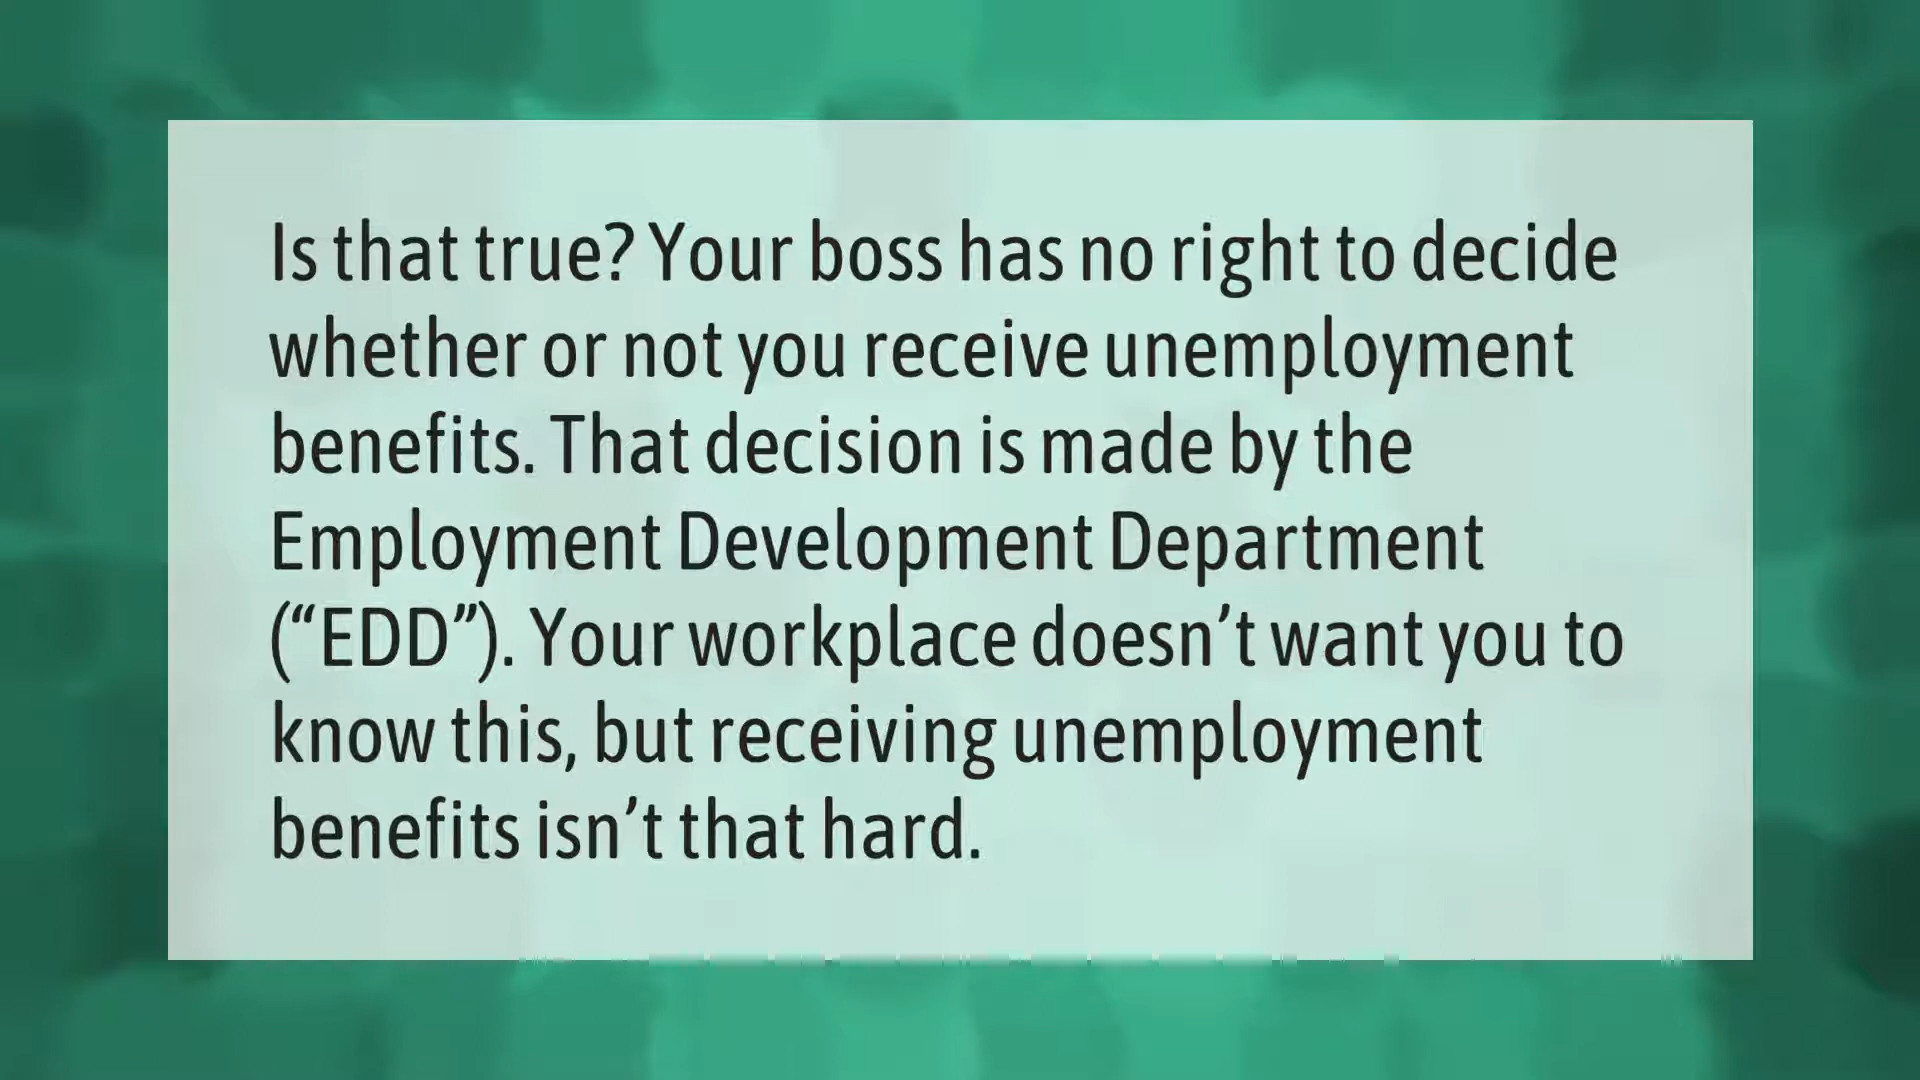 Is that true? Your boss has no right to decide
whether or not you receive unemployment
benefits. That decision is made by the
Employment Development Department
(“EDD”). Your workplace doesn’t want you to
know this, but receiving unemployment
benefits isn’t that hard.